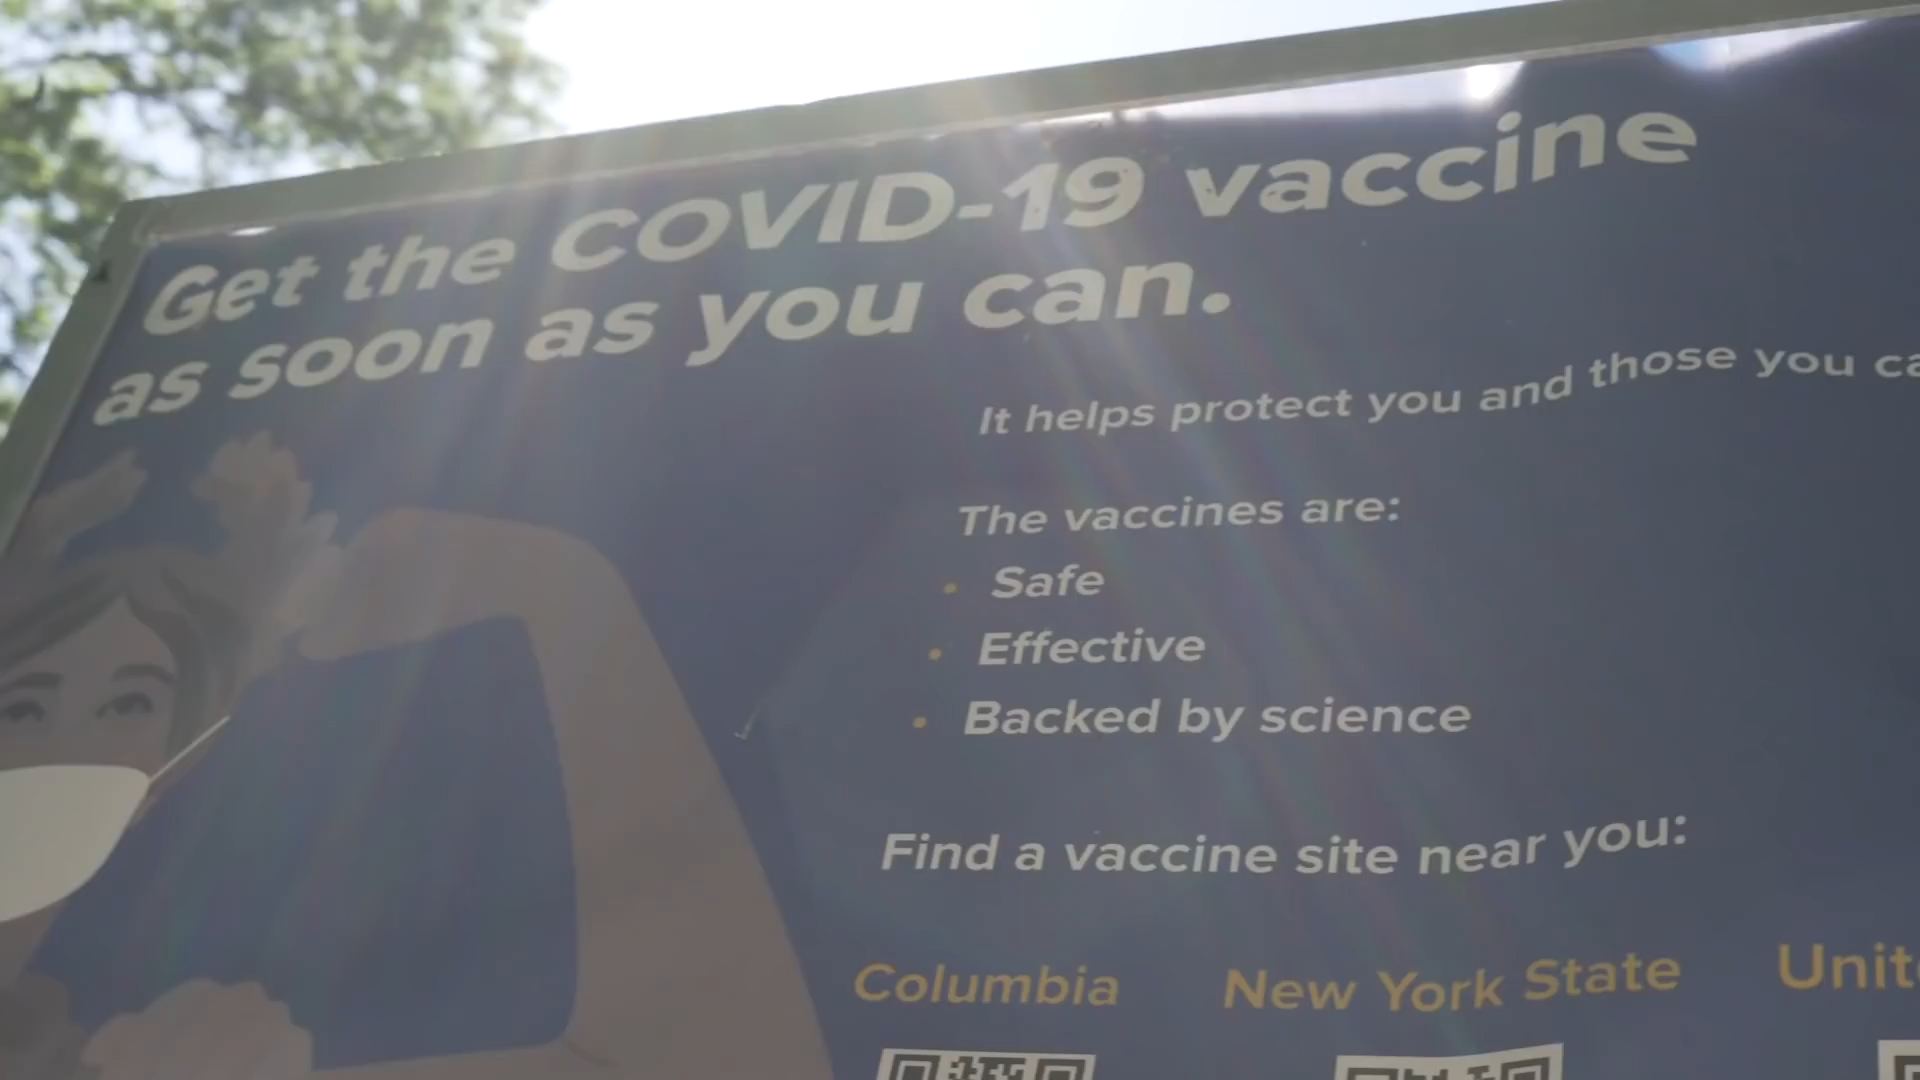 Get the COVID-19 vaccine
as soon as you can.
It helps protect you and those you
The vaccines are:
• Safe
• Effective
• Backed by science
Find a vaccine site near you:
Columbia New York State